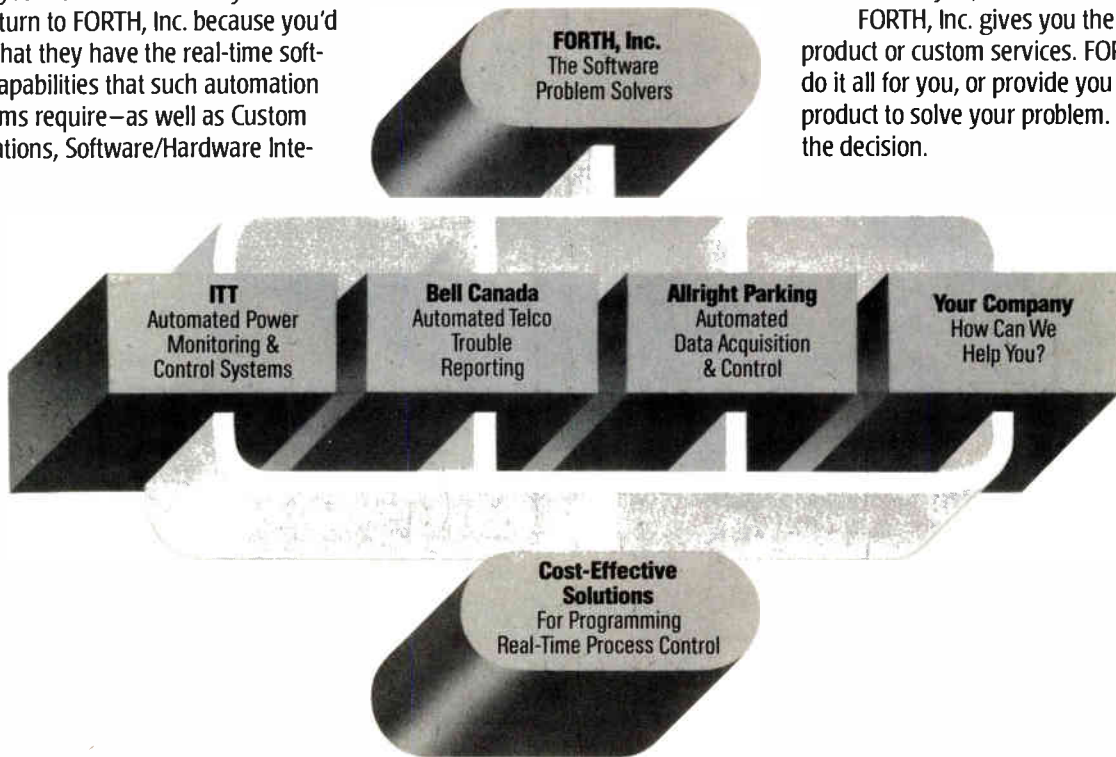 turn to FORTH, Inc. because you'd
hat they have the real-time soft-
apabilities that such automation
ms require—as well as Custom
ations, Software/Hardware Inte-
FORTH, Inc. gives you the
product or custom services. FOR
do it all for you, or provide you
product to solve your problem.
the decision.
FORTH, Inc.
The Software
Problem Solvers
ITT
Automated Power
Monitoring &
Control Systems
Bell Canada
Automated Telco
Trouble
Reporting
Allright Parking
Automated
Data Acquisition
& Control
Your Company
How Can We
Help You?
Cost-Effective
Solutions
For Programming
Real-Time Process Control